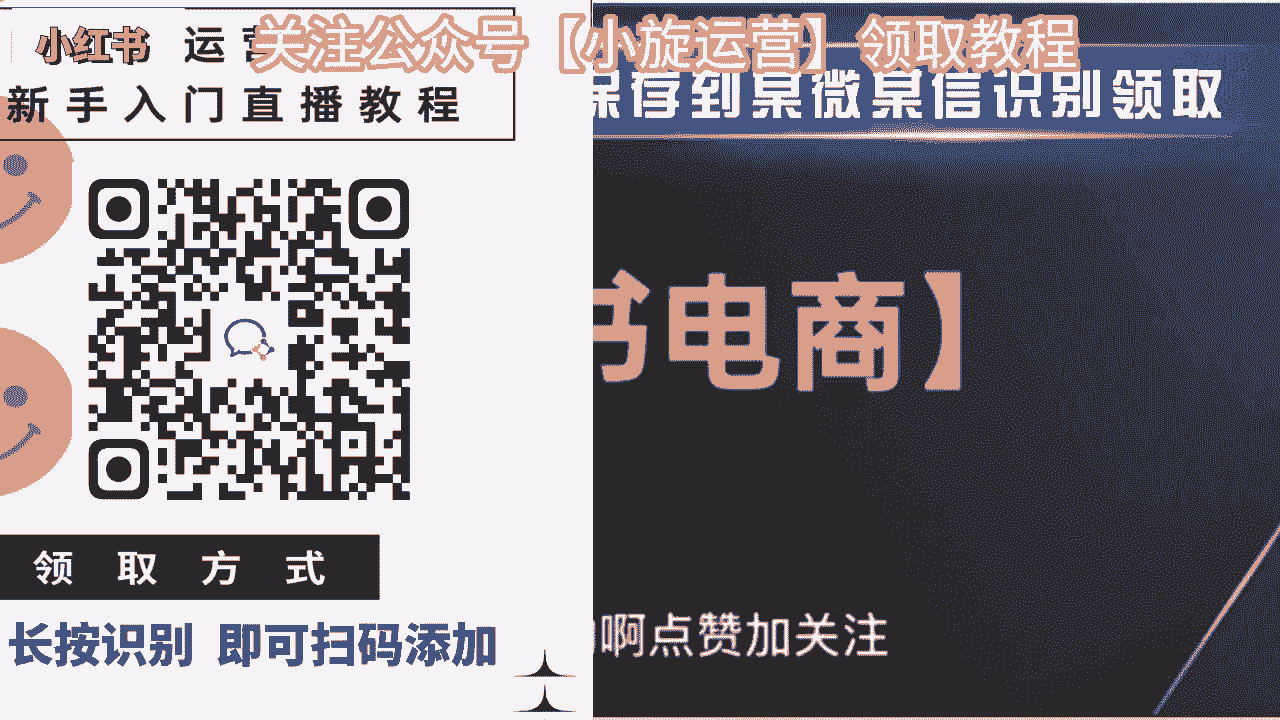 关注公众号【小旋运营】领取教程
小红书 运营
新手入门直播教程
保存到某微某信识别领取
书电商】
领取方式
长按识别 即可扫码添加
啊点赞加关注